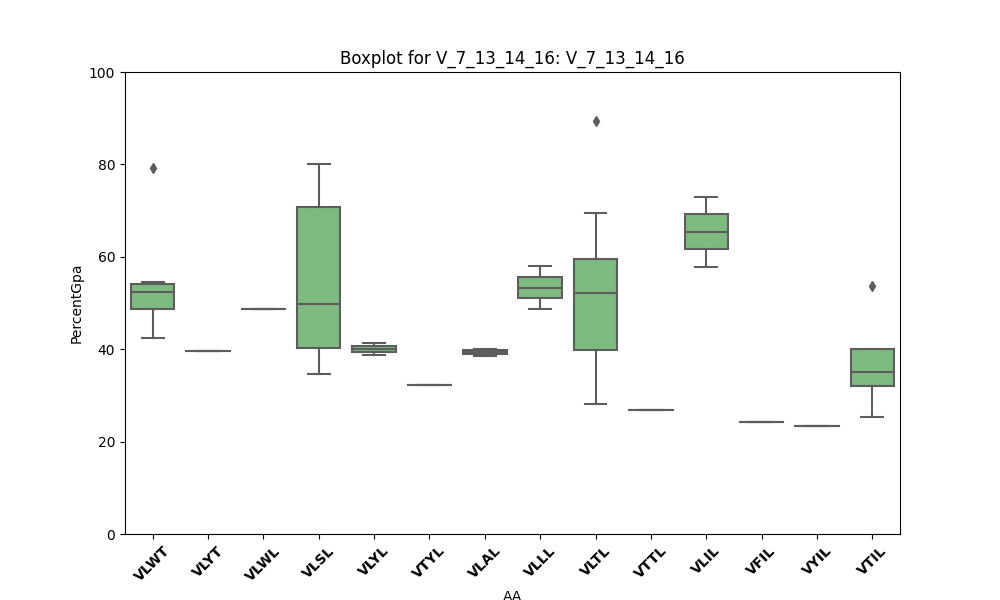 Boxplot for V_7_13_14_16: V_7_13_14_16
PercentGpa
100
80
60
40
20
0
VLWT VLYT VLWL VLSL VLYL VTYL VLAL VLLL VLTL VTTL VLIL VFIL VYIL VTIL
AA